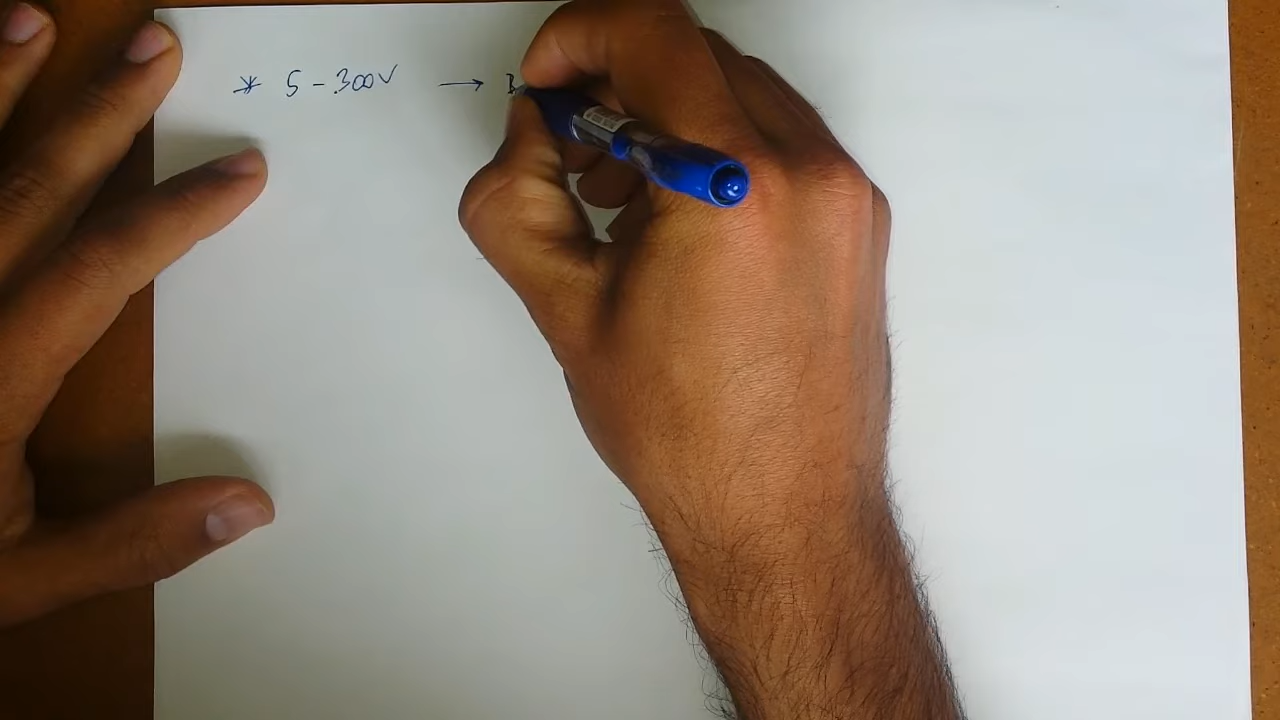 * 5-300V →